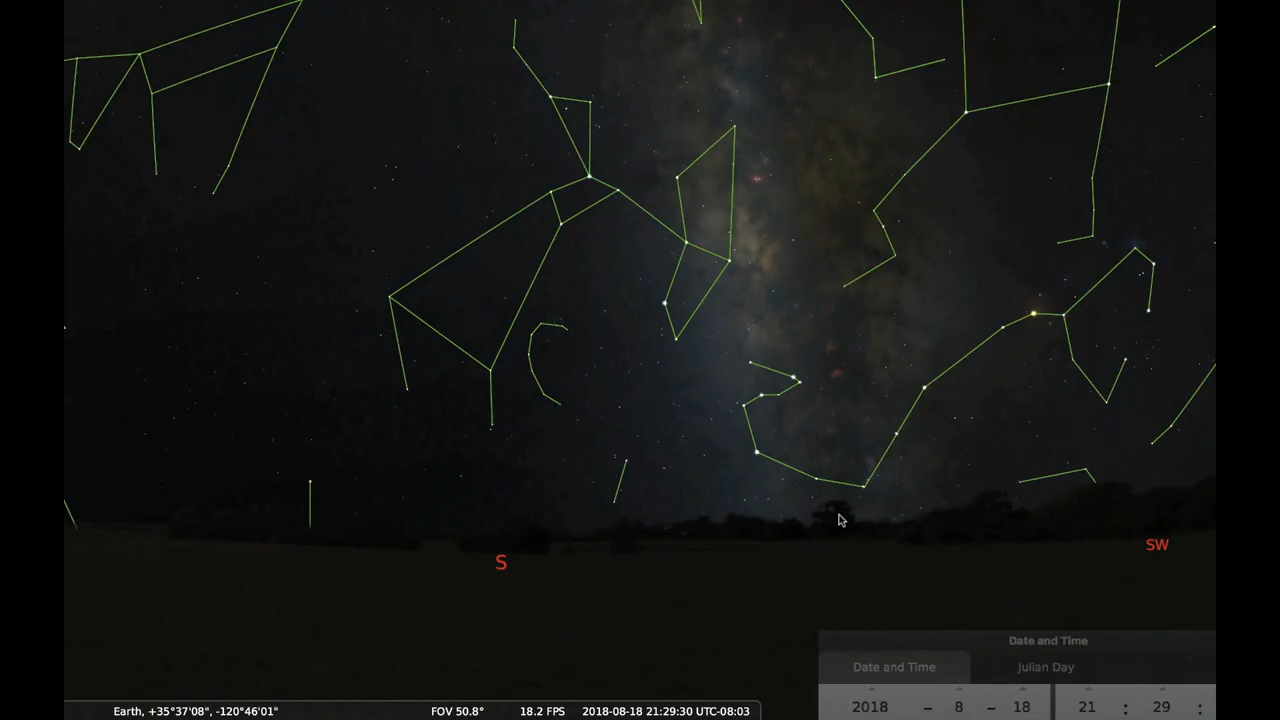 S
SW
Date and Time
Date and Time Julian Day
2018 – 8 – 18 21 : 29 :
Earth, +35°37'08", -120°46'01" FOV 50.8° 18.2 FPS 2018-08-18 21:29:30 UTC-08:03